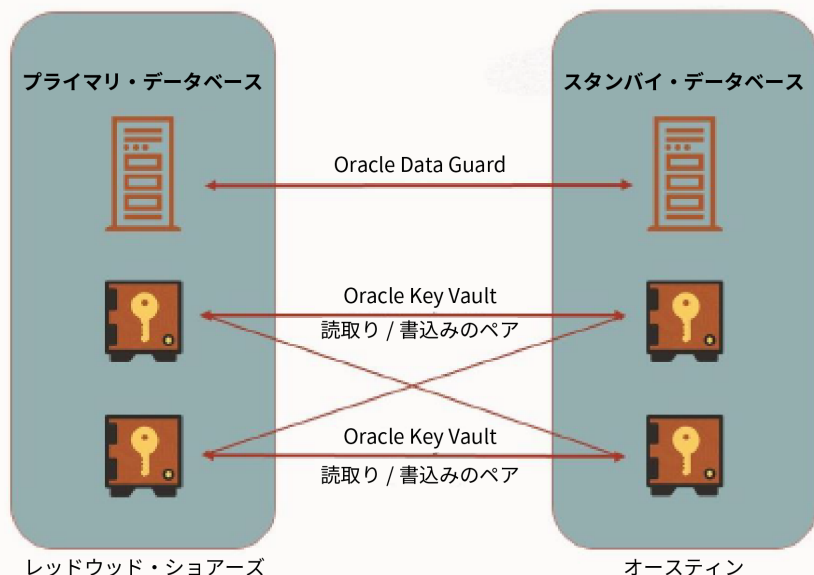 プライマリ・データベース
スタンバイ・データベース
Oracle Data Guard
Oracle Key Vault
読取り / 書込みのペア
Oracle Key Vault
読取り / 書込みのペア
レッドウッド・ショアーズ
オースティン